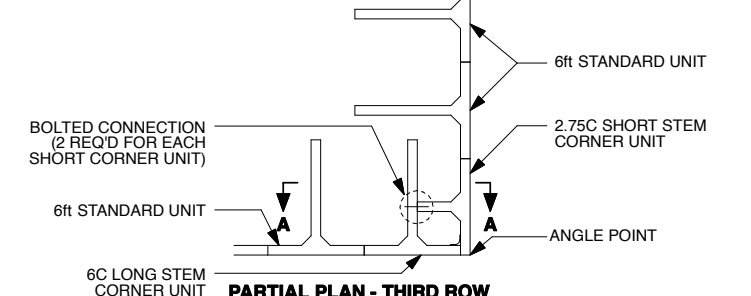 6ft STANDARD UNIT
BOLTED CONNECTION
(2 REQ'D FOR EACH
SHORT CORNER UNIT)
2.75C SHORT STEM
CORNER UNIT
6ft STANDARD UNIT
A
A
ANGLE POINT
6C LONG STEM
CORNER UNIT
PARTIAL PLAN - THIRD ROW